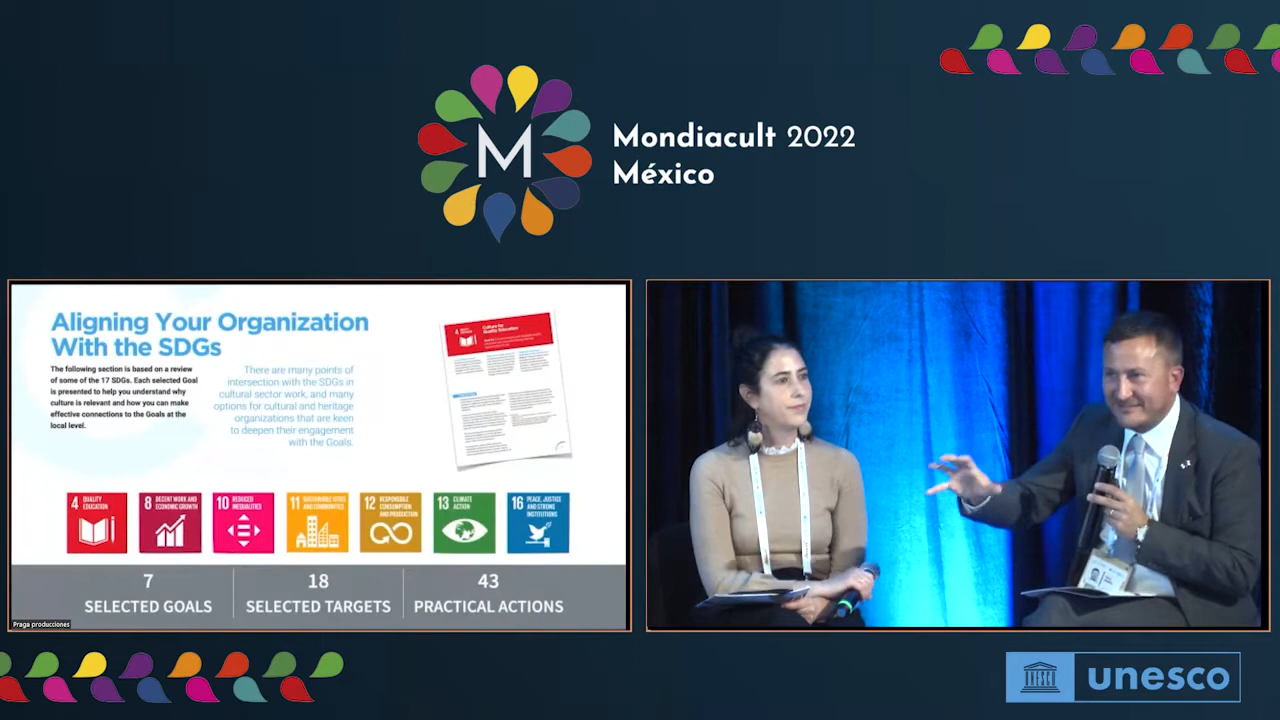 M
Mondiacult 2022
México
Aligning Your Organization
With the SDGs
The following section is based on a review
of some of the 17 SDGs. Each selected Goal
is presented to help you understand why
culture is relevant and how you can make
effective connections to the Goals at the
local level.
There are many points of
intersection with the SDGs in
cultural sector work, and many
options for cultural and heritage
organizations that are keen
to deepen their engagement
with the Goals.
Culture for
Quality Education
4 QUALITY
EDUCATION
8 DECENT WORK AND
ECONOMIC GROWTH
10 REDUCED
INEQUALITIES
11 SUSTAINABLE CITIES
AND COMMUNITIES
12 RESPONSIBLE
CONSUMPTION
AND PRODUCTION
13 CLIMATE
ACTION
16 PEACE, JUSTICE
AND STRONG
INSTITUTIONS
7
SELECTED GOALS
18
SELECTED TARGETS
43
PRACTICAL ACTIONS
Praga producciones
UNESCO
unesco